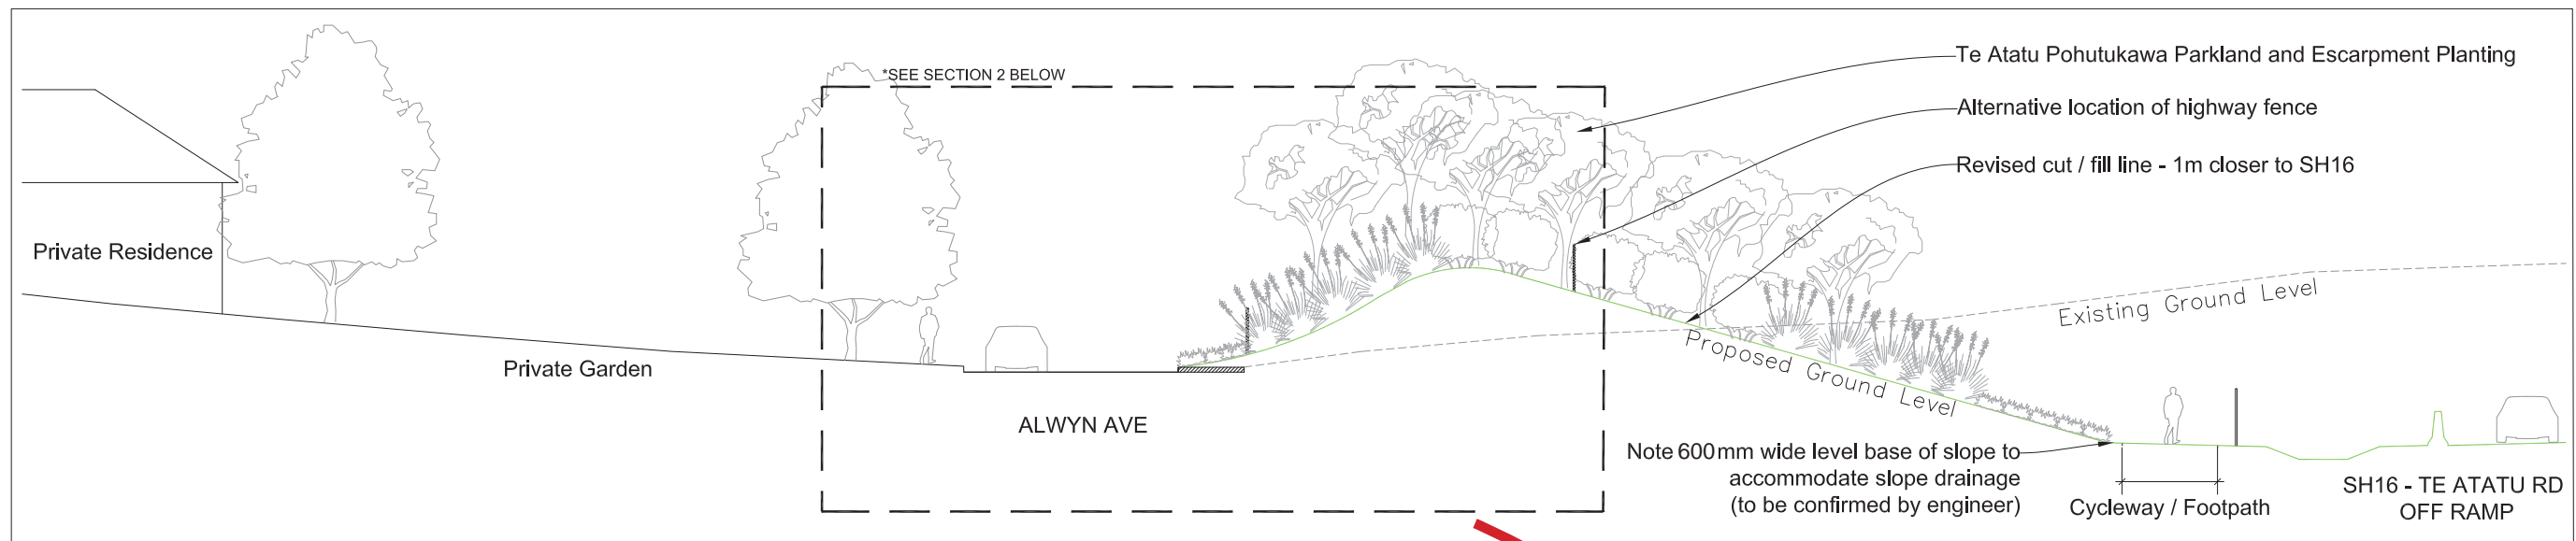 *SEE SECTION 2 BELOW
Te Atatu Pohutukawa Parkland and Escarpment Planting
Alternative location of highway fence
Revised cut / fill line - 1m closer to SH16
Private Residence
Existing Ground Level
Proposed Ground Level
Private Garden
ALWYN AVE
Note 600mm wide level base of slope to
accommodate slope drainage
(to be confirmed by engineer)
Cycleway / Footpath
SH16 - TE ATATU RD
OFF RAMP